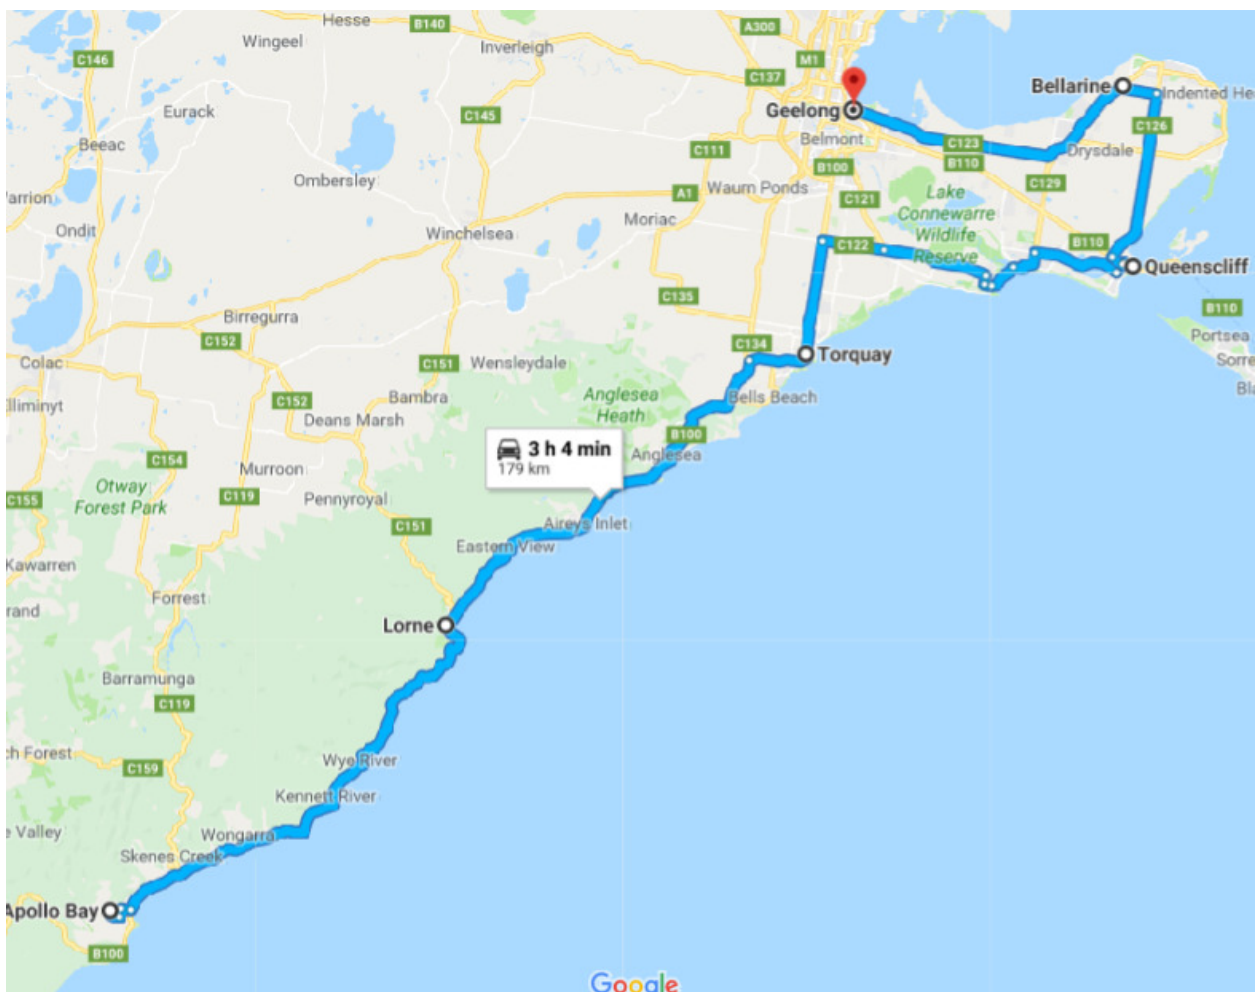 Hesse
B140
A300
Wingeel
Inverleigh
C146
M1
C137
Bellarine
Indented He
Eurack
C145
Geelong
C126
Beeac
Belmont
C123
C111
B110
Drysdale
Ombersley
B100
Waurn Ponds
C129
A1
C121
Lake
Connewarre
Wildlife
Reserve
arrion
Moriac
Ondit
Winchelsea
C122
B110
Queenscliff
C135
B110
Birregurra
Portsea
C152
C134
Torquay
Sorre
Colac
C151
Wensleydale
Bla
Anglesea
Heath
Bells Beach
lliminyt
C152
Bambra
Deans Marsh
B100
3 h 4 min
179 km
Anglesea
C154
Murroon
Otway
Forest Park
C119
Pennyroyal
C155
C151
Aireys Inlet
Eastern View
Kawarren
Forrest
rand
Lorne
Barramunga
C119
ch Forest
C159
Wye River
Kennett River
e Valley
Wongarra
Skenes Creek
Apollo Bay
B100
Google